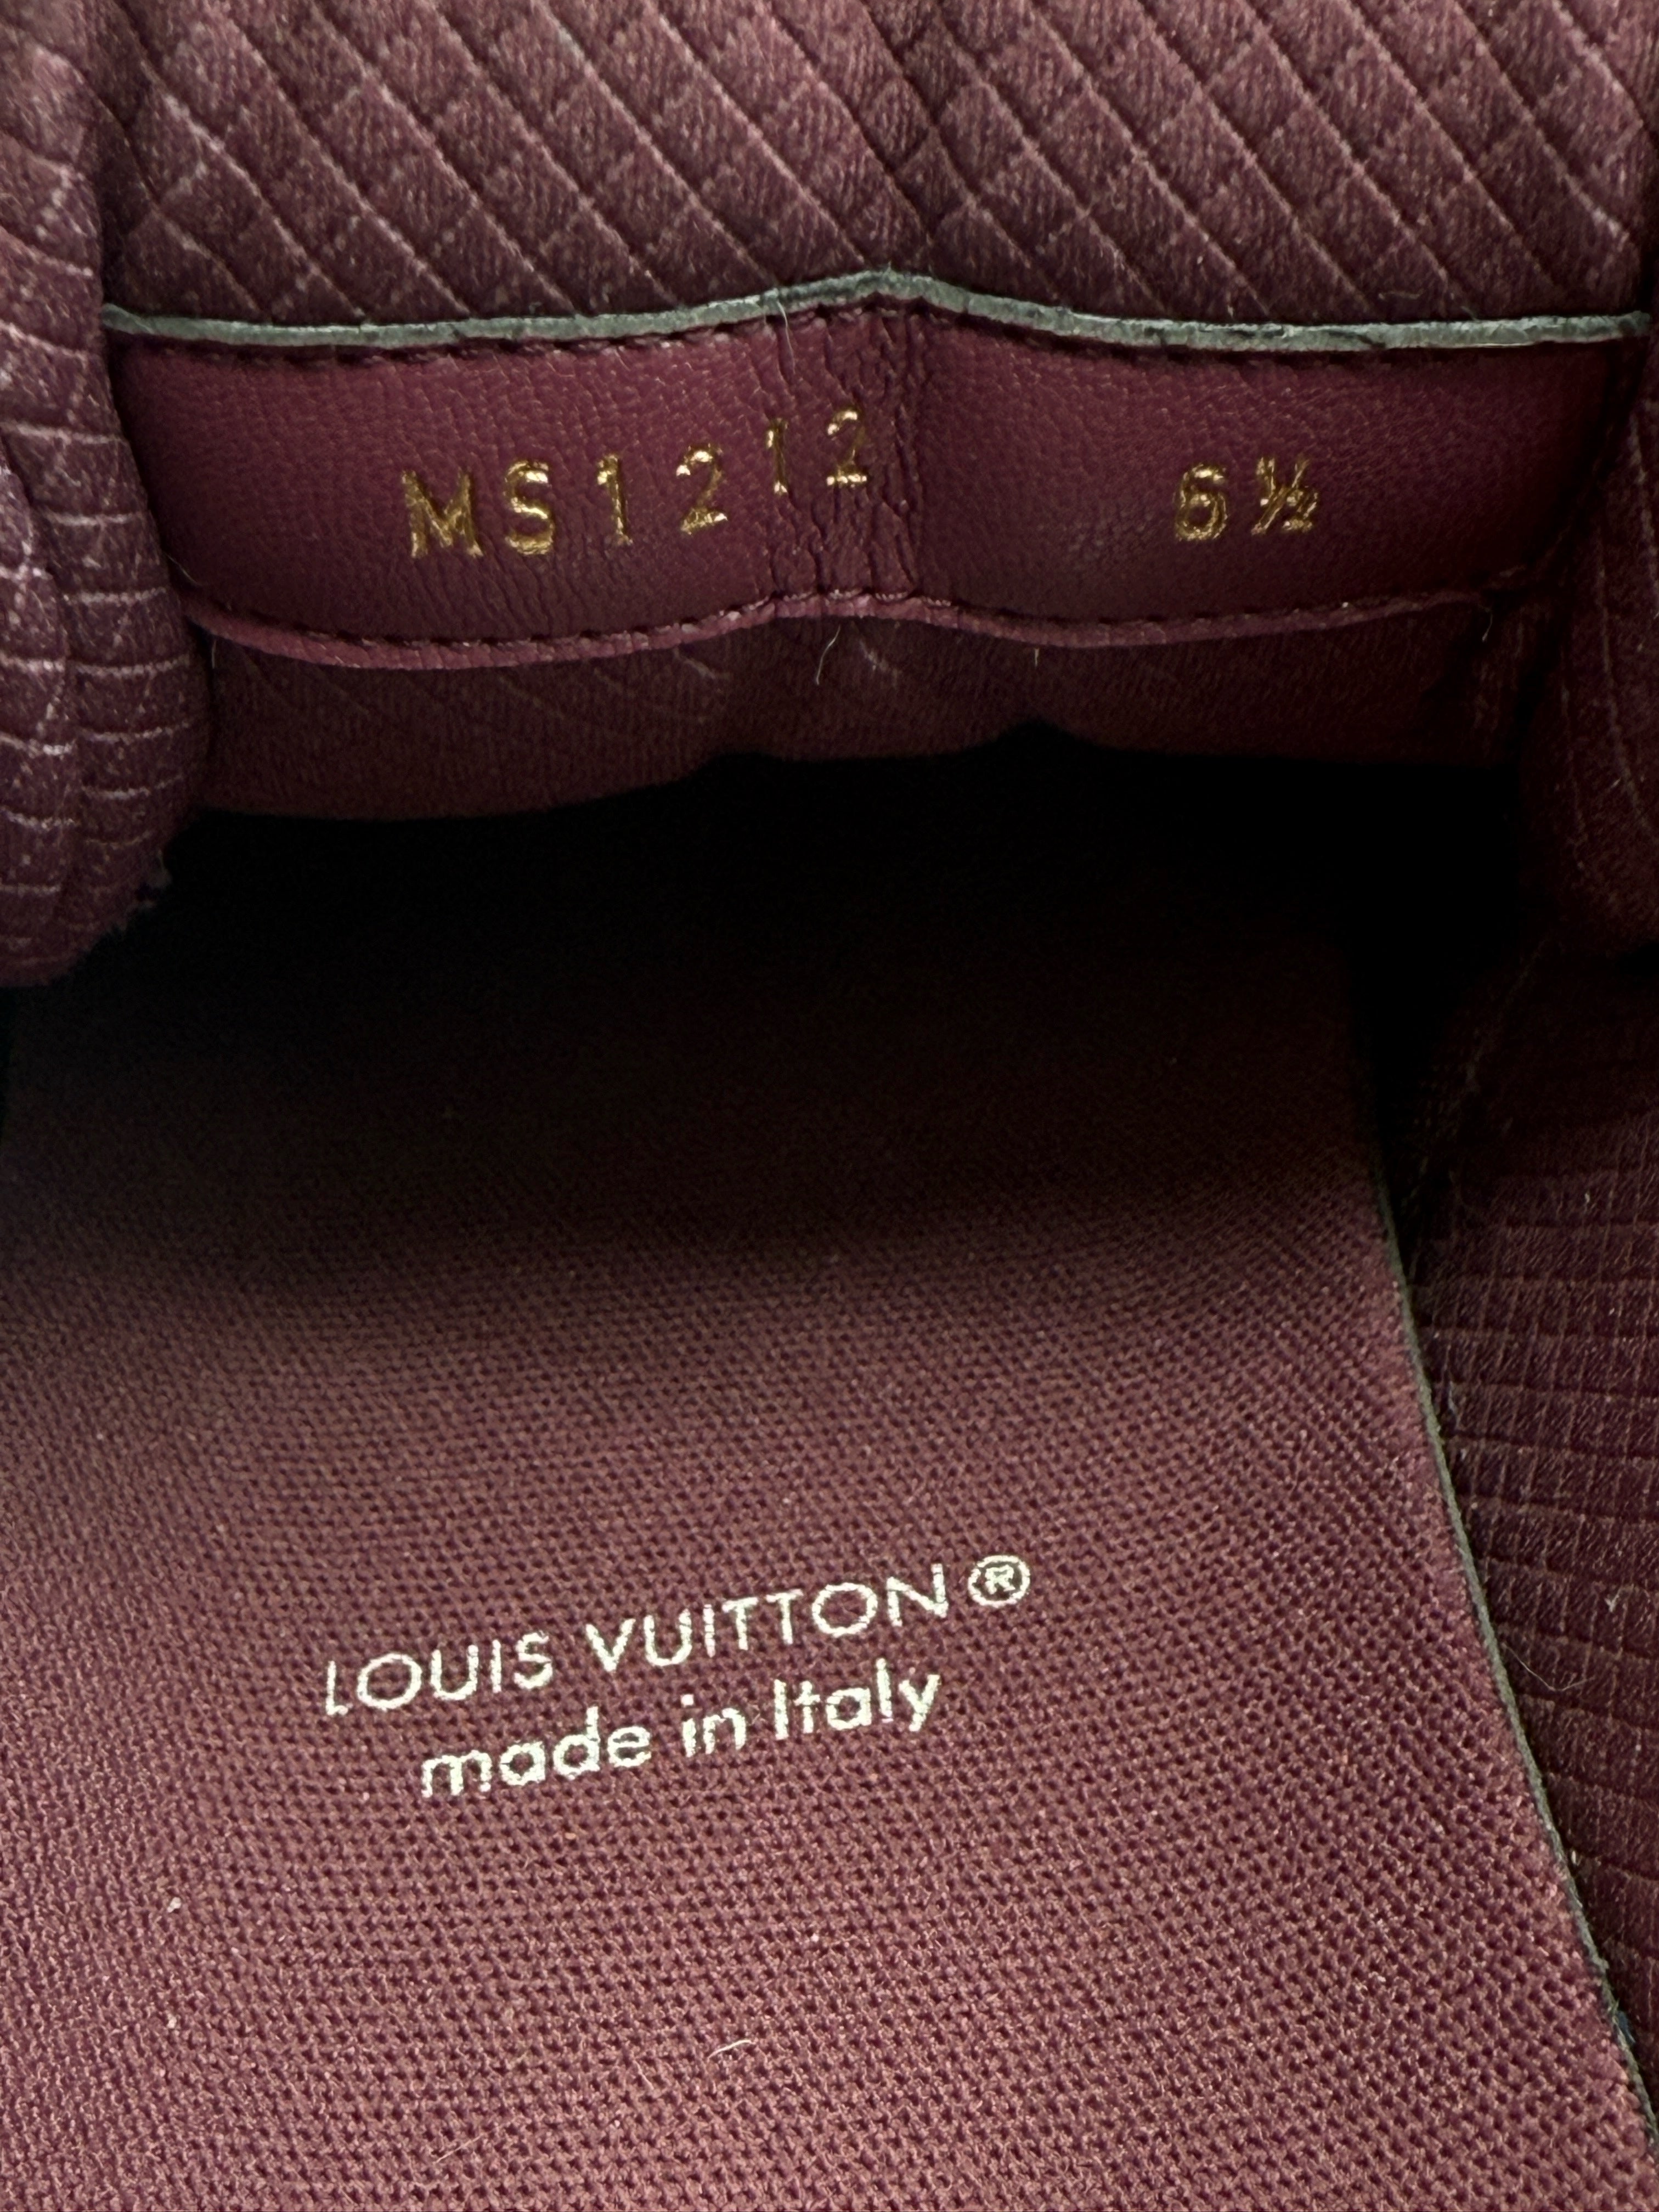 MS1212 6½
LOUIS VUITTON®
made in Italy